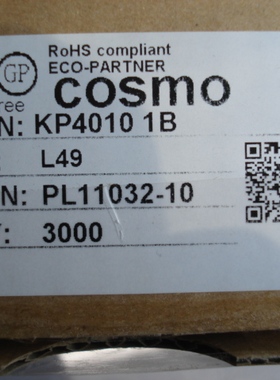 RoHS compliant
ECO-PARTNER
GP
ree
cosmo
N: KP4010 1B
: L49
N: PL11032-10
: 3000